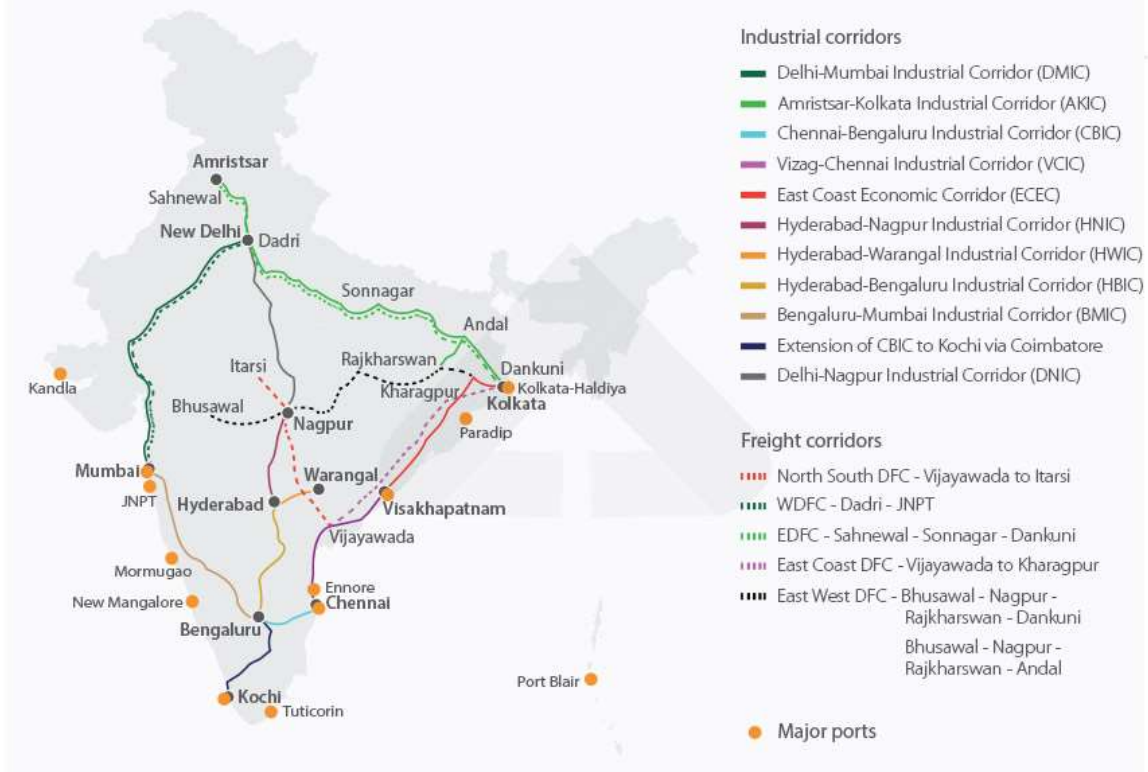 Amristsar
Sahnewal
New Delhi
Dadri
Sonnagar
Andal
Itarsi
Rajkharswan
Dankuni
Kandla
Bhusawal
Kharagpur
Kolkata-Haldiya
Kolkata
Nagpur
Paradip
Mumbai
Warangal
JNPT
Hyderabad
Visakhapatnam
Vijayawada
Mormugao
Ennore
New Mangalore
Chennai
Bengaluru
Port Blair
Kochi
Tuticorin
Industrial corridors
Delhi-Mumbai Industrial Corridor (DMIC)
Amristsar-Kolkata Industrial Corridor (AKIC)
Chennai-Bengaluru Industrial Corridor (CBIC)
Vizag-Chennai Industrial Corridor (VCIC)
East Coast Economic Corridor (ECEC)
Hyderabad-Nagpur Industrial Corridor (HNIC)
Hyderabad-Warangal Industrial Corridor (HWIC)
Hyderabad-Bengaluru Industrial Corridor (HBIC)
Bengaluru-Mumbai Industrial Corridor (BMIC)
Extension of CBIC to Kochi via Coimbatore
Delhi-Nagpur Industrial Corridor (DNIC)
Freight corridors
North South DFC - Vijayawada to Itarsi
WDFC - Dadri - JNPT
EDFC - Sahnewal - Sonnagar - Dankuni
East Coast DFC - Vijayawada to Kharagpur
East West DFC - Bhusawal - Nagpur -
Rajkharswan - Dankuni
Bhusawal - Nagpur -
Rajkharswan - Andal
Major ports